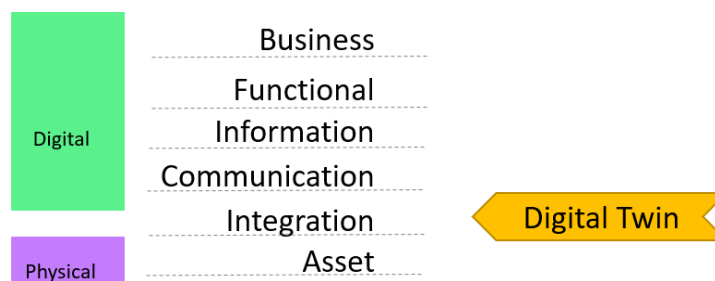 Business
Functional
Digital
Information
Communication
Integration
Digital Twin
Asset
Physical